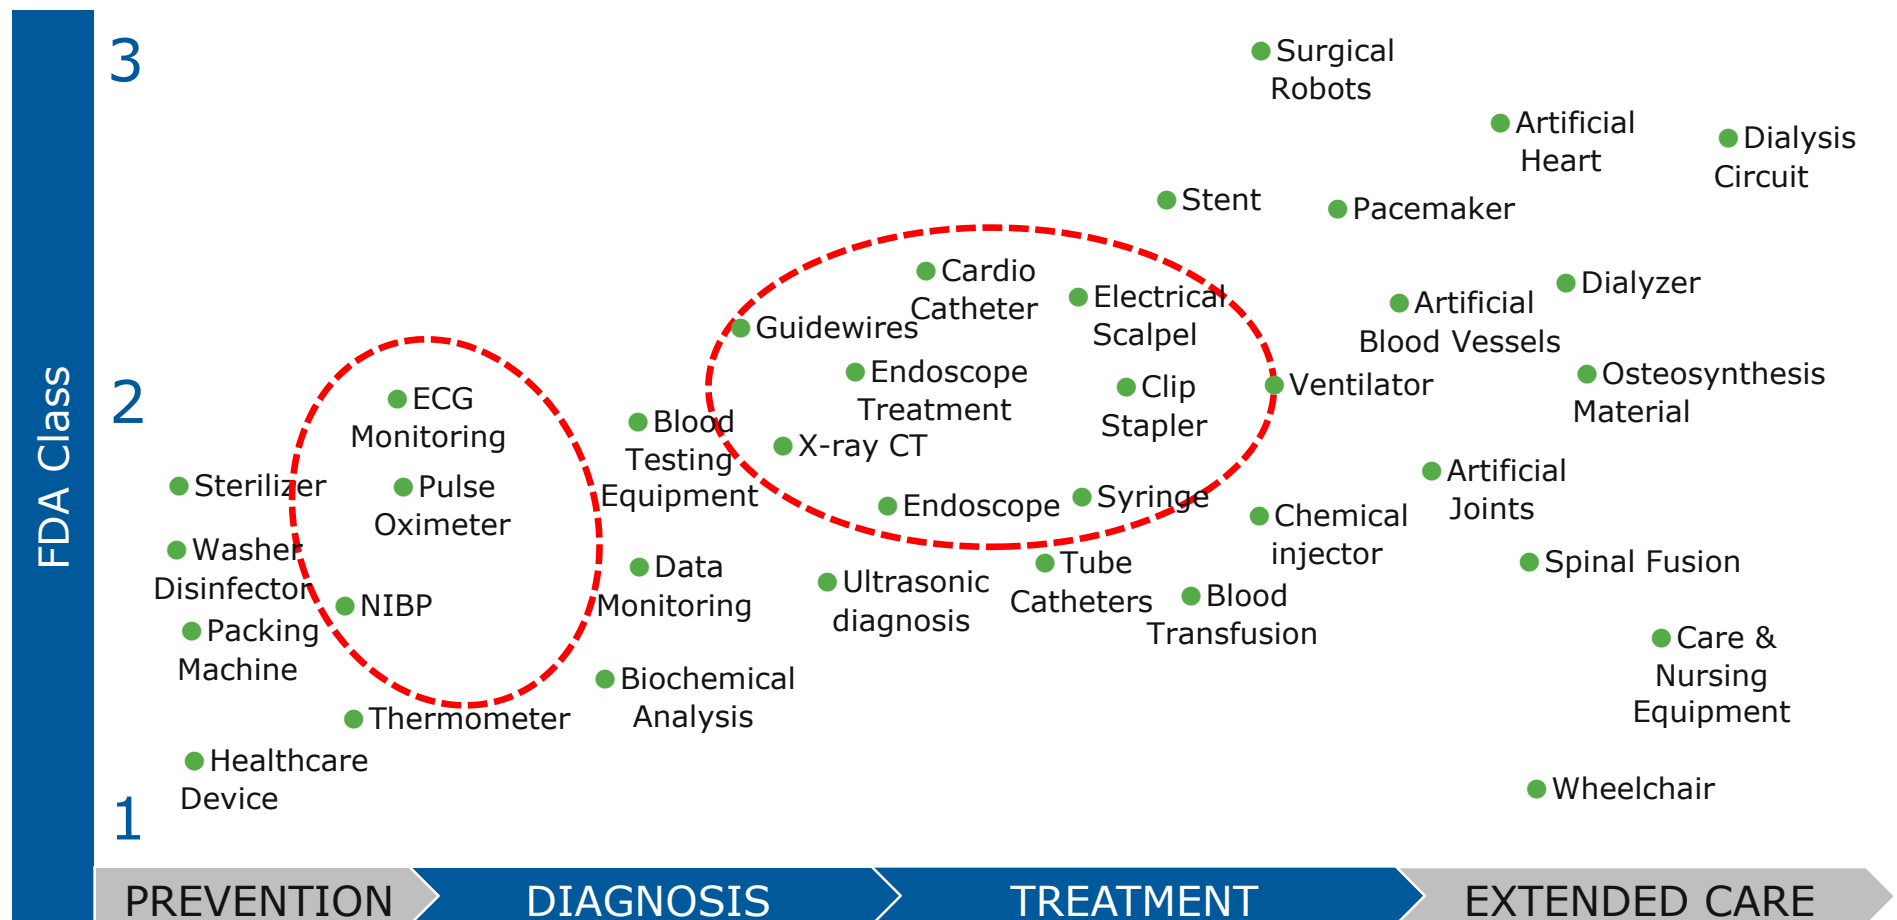 FDA Class
3
2
1
Surgical
Robots
Artificial
Heart
Dialysis
Circuit
Stent
Pacemaker
Cardio
Catheter
Electrical
Scalpel
Guidewires
Artificial
Blood Vessels
Dialyzer
Endoscope
Treatment
Clip
Stapler
Ventilator
Osteosynthesis
Material
ECG
Monitoring
Blood
Testing
Equipment
X-ray CT
Sterilizer
Pulse
Oximeter
Endoscope
Syringe
Artificial
Joints
Chemical
injector
Washer
Disinfector
Data
Monitoring
Ultrasonic
diagnosis
Tube
Catheters
Blood
Transfusion
Spinal Fusion
NIBP
Packing
Machine
Biochemical
Analysis
Care &
Nursing
Equipment
Thermometer
Healthcare
Device
Wheelchair
PREVENTION
DIAGNOSIS
TREATMENT
EXTENDED CARE